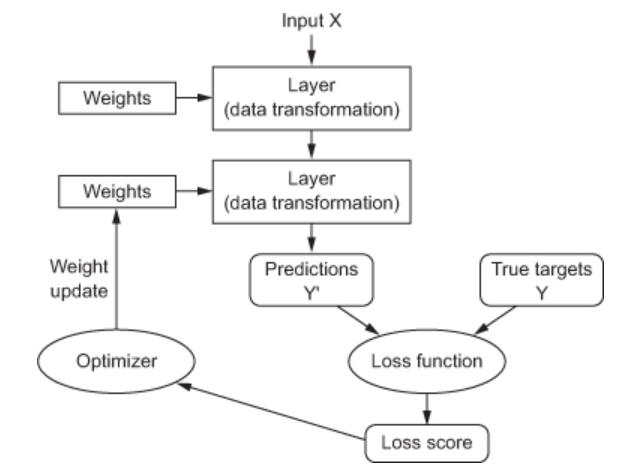 Input X
Layer
(data transformation)
Weights
Layer
(data transformation)
Weights
Predictions
Y'
True targets
Y
Weight
update
Optimizer
Loss function
Loss score